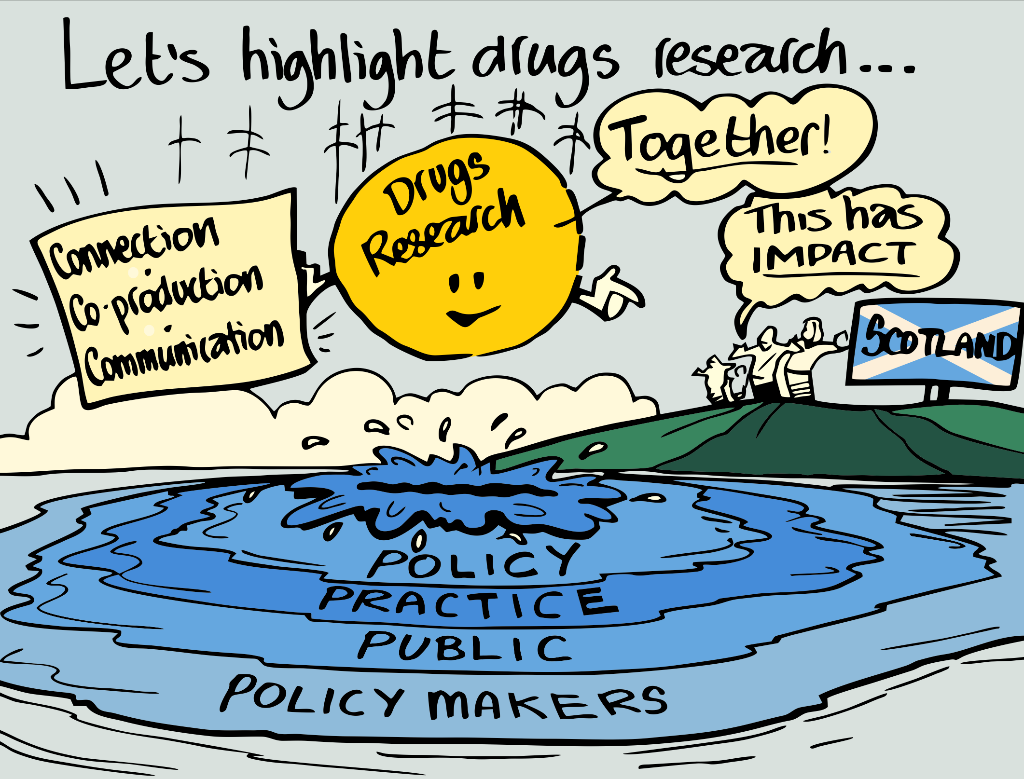 Let's highlight drugs research...
Together!
Drugs
Research
This has
IMPACT
Connection
Co-production
Communication
SCOTLAND
POLICY
PRACTICE
PUBLIC
POLICY MAKERS